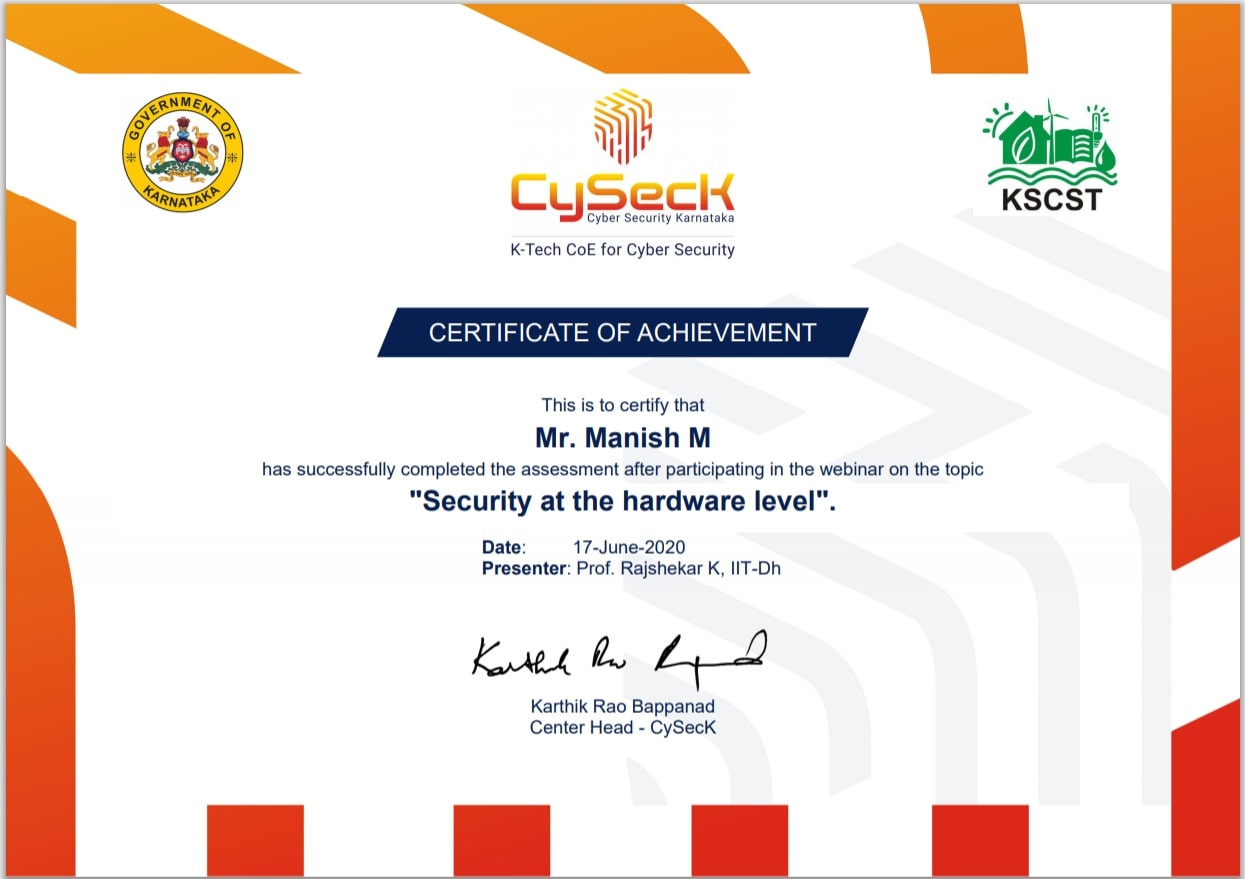 GOVERNMENT OF
KARNATAKA
CySecK
Cyber Security Karnataka
K-Tech CoE for Cyber Security
KSCST
CERTIFICATE OF ACHIEVEMENT
This is to certify that
Mr. Manish M
has successfully completed the assessment after participating in the webinar on the topic
"Security at the hardware level".
Date: 17-June-2020
Presenter: Prof. Rajshekar K, IIT-Dh
Karthik Rao
Karthik Rao Bappanad
Center Head - CySecK